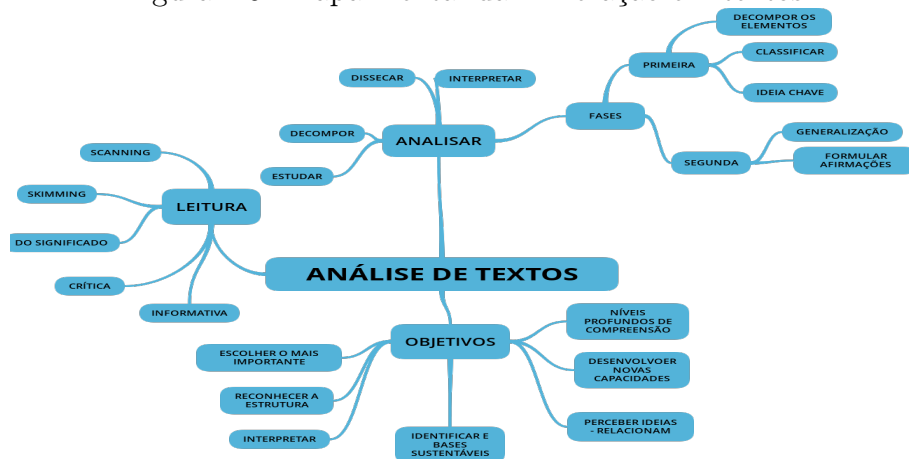 DECOMPOR OS
ELEMENTOS
PRIMEIRA
CLASSIFICAR
IDEIA CHAVE
FASES
GENERALIZAÇÃO
SEGUNDA
FORMULAR
AFIRMAÇÕES
DISSECAR
INTERPRETAR
DECOMPOR
ANALISAR
ESTUDAR
SCANNING
SKIMMING
LEITURA
DO SIGNIFICADO
CRÍTICA
INFORMATIVA
ANÁLISE DE TEXTOS
OBJETIVOS
ESCOLHER O MAIS
IMPORTANTE
RECONHECER A
ESTRUTURA
INTERPRETAR
IDENTIFICAR E
BASES
SUSTENTÁVEIS
NÍVEIS
PROFUNDOS DE
COMPREENSÃO
DESENVOLVOER
NOVAS
CAPACIDADES
PERCEBER IDEIAS
- RELACIONAM